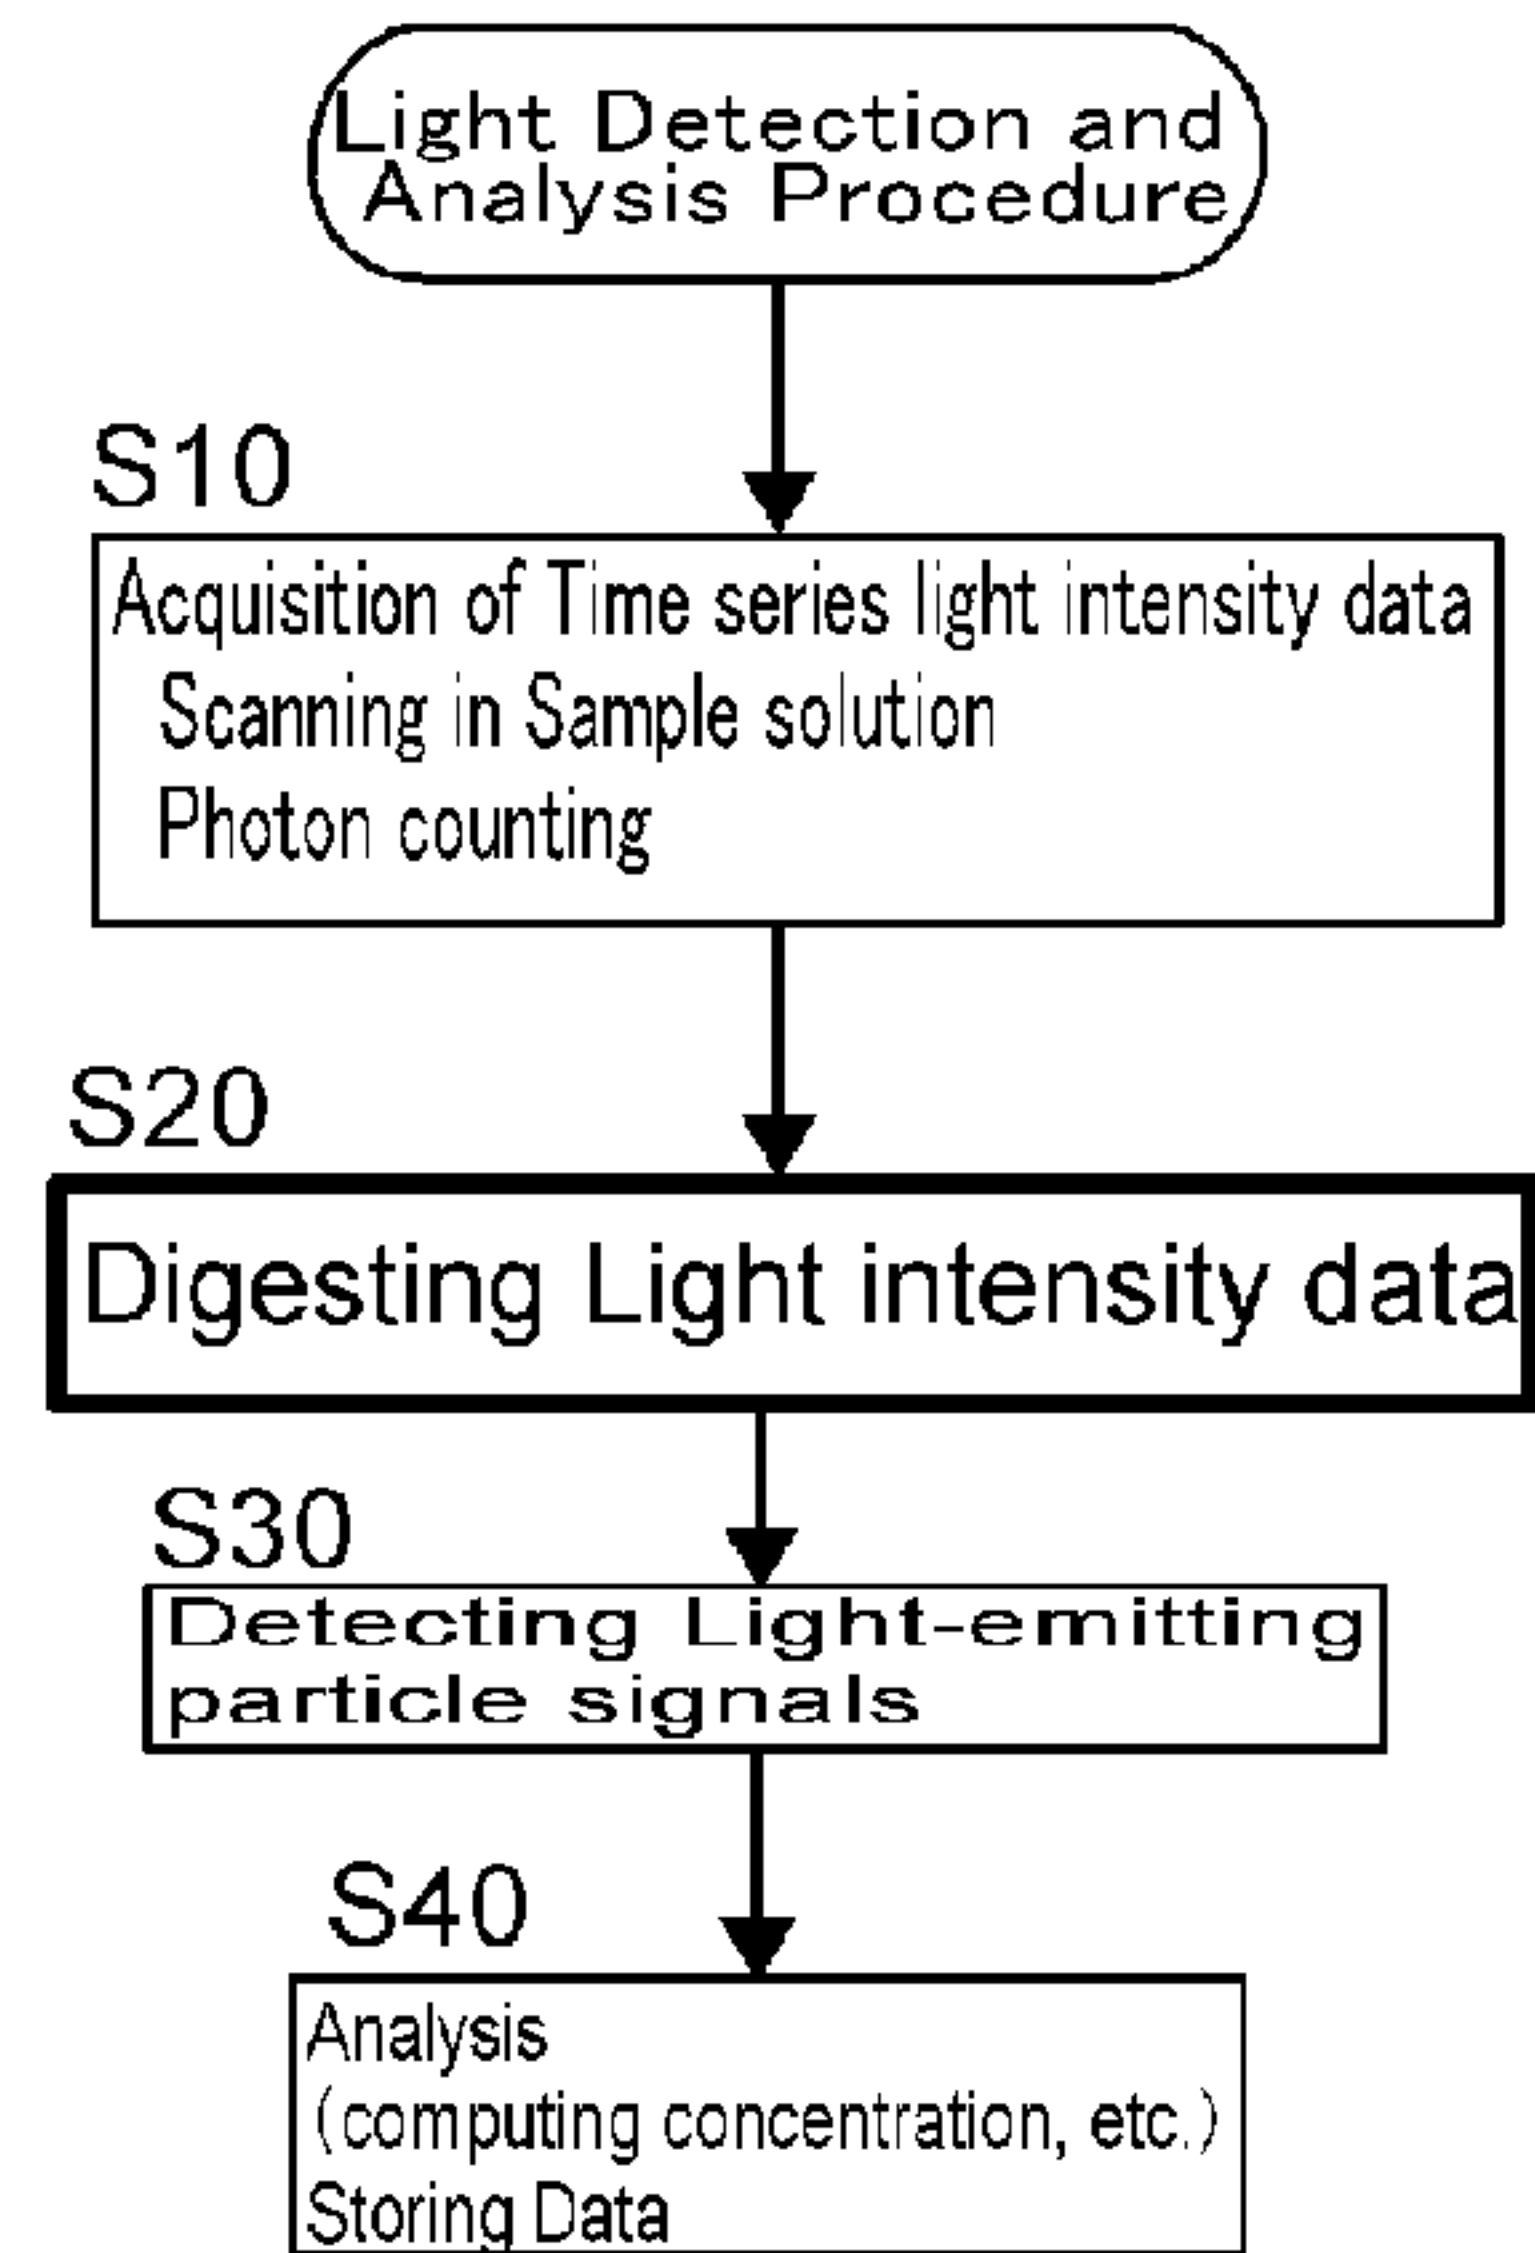 Light Detection and
Analysis Procedure
S10
Acquisition of Time series light intensity data
Scanning in Sample solution
Photon counting
S20
Digesting Light intensity data
S30
Detecting Light-emitting
particle signals
S40
Analysis
(computing concentration, etc.)
Storing Data